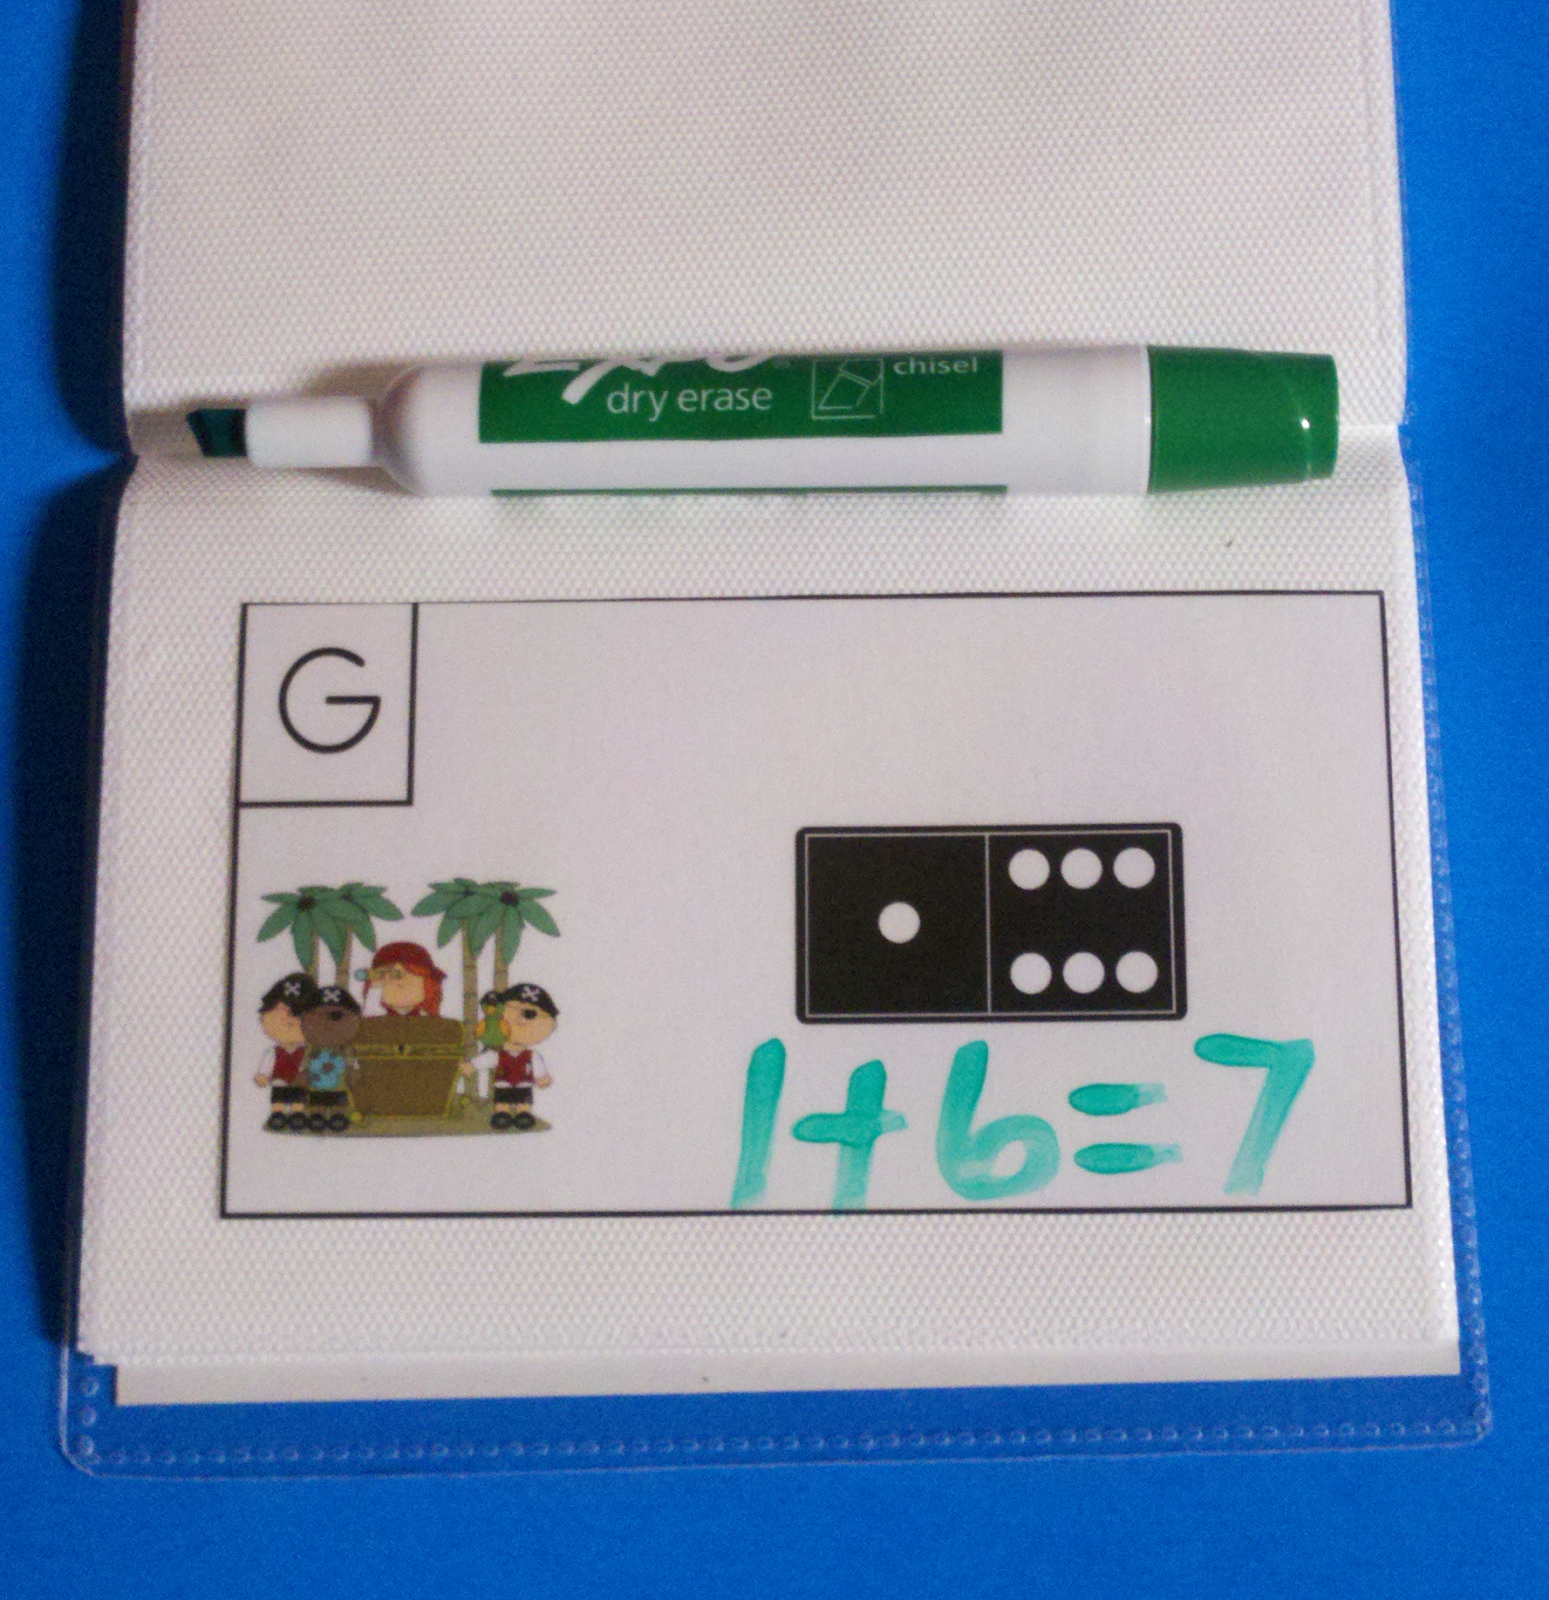 EXPO
dry erase
chisel
G
1+6=7